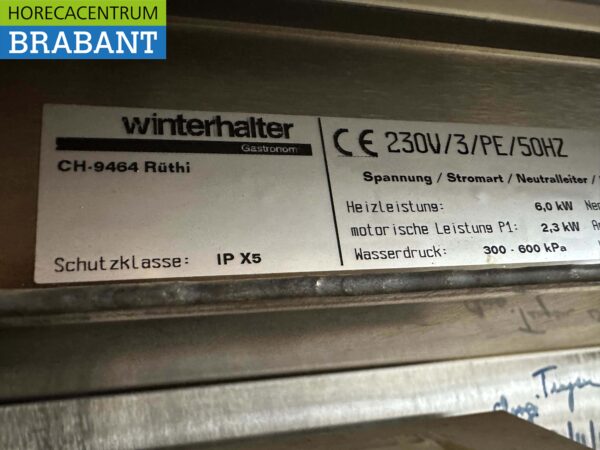 HORECACENTRUM
BRABANT
winterhalter
Gastronom
CH-9464 Rüthi
Schutzklasse: IP X5
CE 230V/3/PE/50HZ
Spannung / Stromart / Neutralleiter /
Heizleistung: 6,0 kW
motorische Leistung P1: 2,3 kW
Wasserdruck: 300 - 600 kPa